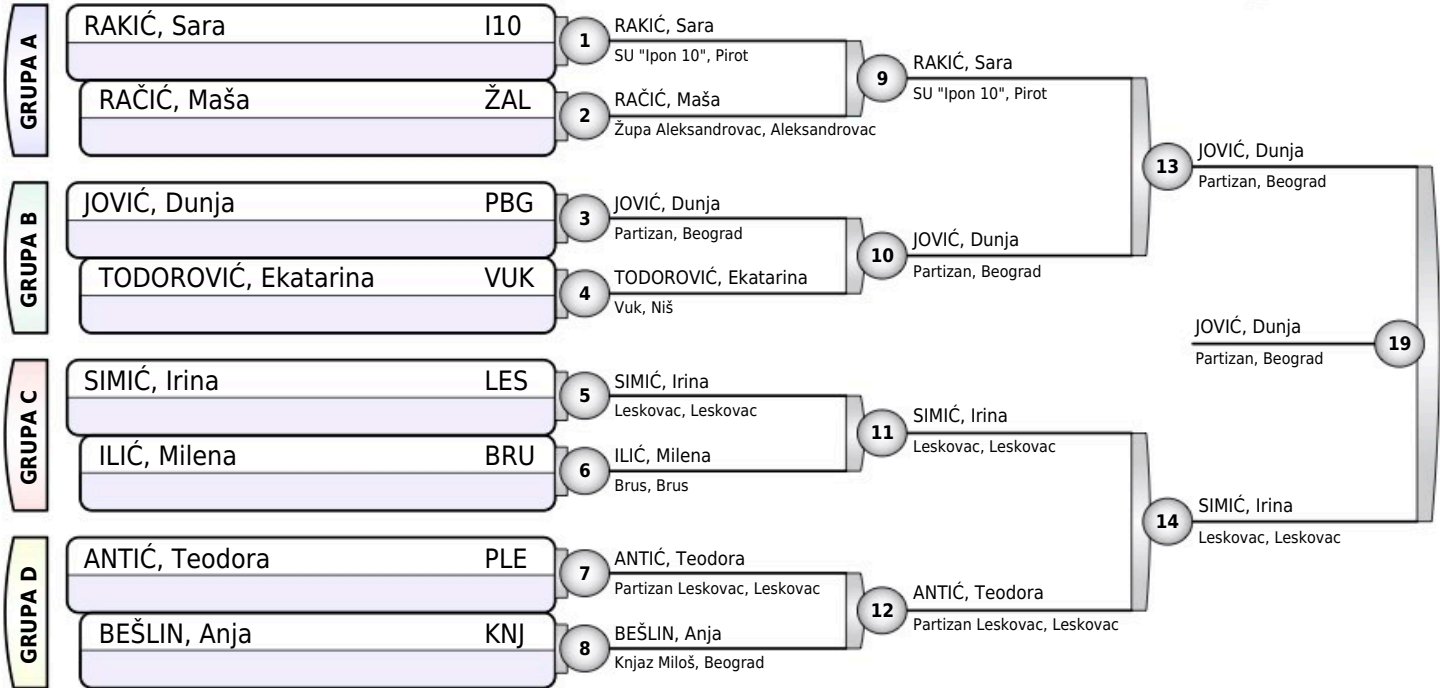 GRUPA A
RAKIĆ, Sara I10
RAČIĆ, Maša ŽAL
GRUPA B
JOVIĆ, Dunja PBG
TODOROVIĆ, Ekatarina VUK
GRUPA C
SIMIĆ, Irina LES
ILIĆ, Milena BRU
GRUPA D
ANTIĆ, Teodora PLE
BEŠLIN, Anja KNJ
1
RAKIĆ, Sara
SU "Ipon 10", Pirot
2
RAČIĆ, Maša
Župa Aleksandrovac, Aleksandrovac
3
JOVIĆ, Dunja
Partizan, Beograd
4
TODOROVIĆ, Ekatarina
Vuk, Niš
5
SIMIĆ, Irina
Leskovac, Leskovac
6
ILIĆ, Milena
Brus, Brus
7
ANTIĆ, Teodora
Partizan Leskovac, Leskovac
8
BEŠLIN, Anja
Knjaz Miloš, Beograd
9
RAKIĆ, Sara
SU "Ipon 10", Pirot
10
JOVIĆ, Dunja
Partizan, Beograd
11
SIMIĆ, Irina
Leskovac, Leskovac
12
ANTIĆ, Teodora
Partizan Leskovac, Leskovac
13
JOVIĆ, Dunja
Partizan, Beograd
14
SIMIĆ, Irina
Leskovac, Leskovac
JOVIĆ, Dunja
Partizan, Beograd
19